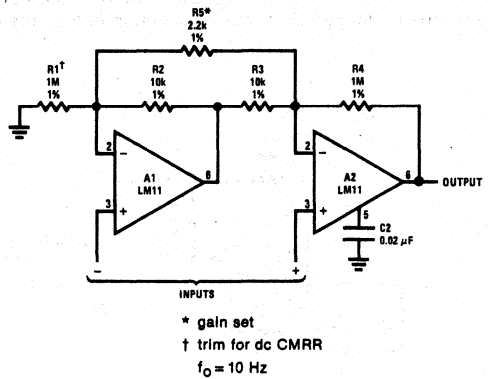 R5*
2.2k
1%
R1†
1M
1%
R2
10k
1%
R3
10k
1%
R4
1M
1%
2
−
A1
LM11
6
3
+
2
−
A2
LM11
6
OUTPUT
3
+
5
C2
0.02 µF
−
+
INPUTS
* gain set
† trim for dc CMRR
fo = 10 Hz